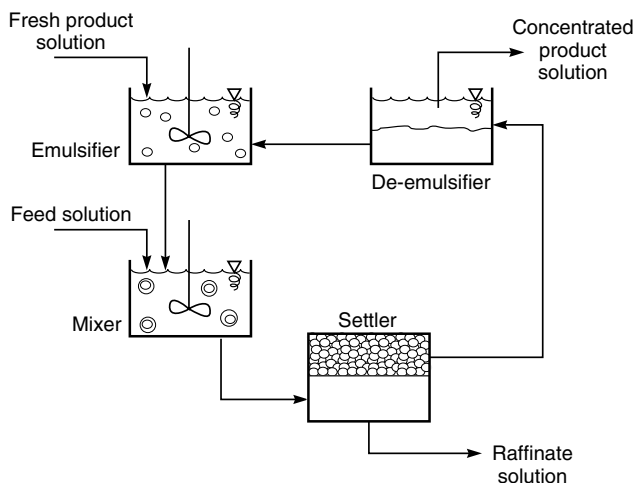 Fresh product
solution
Concentrated
product
solution
Emulsifier
De-emulsifier
Feed solution
Mixer
Settler
Raffinate
solution